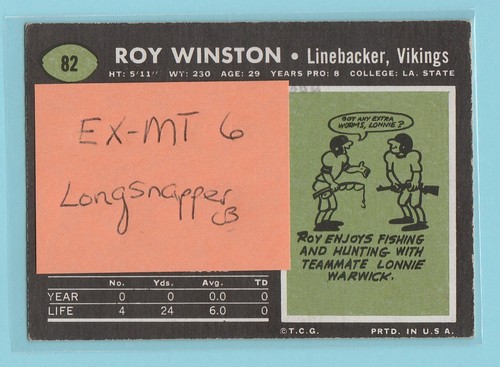 82
ROY WINSTON • Linebacker, Vikings
HT: 5'11" WT: 230 AGE: 29 YEARS PRO: 8 COLLEGE: LA. STATE
EX-MT 6
Longsnapper
CB
GOT ANY EXTRA
WORMS, LONNIE?
ROY ENJOYS FISHING
AND HUNTING WITH
TEAMMATE LONNIE
WARWICK.
No. Yds. Avg. TD
YEAR 0 0 0.0 0
LIFE 4 24 6.0 0
©T.C.G. PRTD. IN U.S.A.